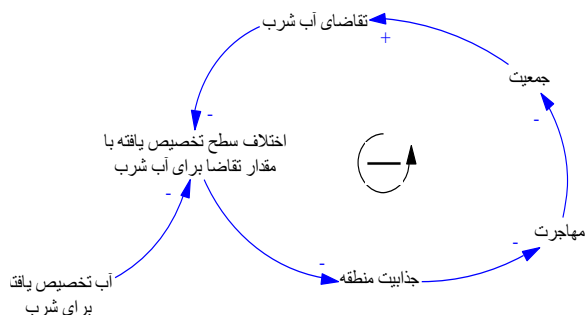 تقاضای آب شرب
+
جمعیت
-
-
اختلاف سطح تخصیص یافته با
مقدار تقاضا برای آب شرب
-
مهاجرت
-
-
جذابیت منطقه
آب تخصیص یافت
برای شرب